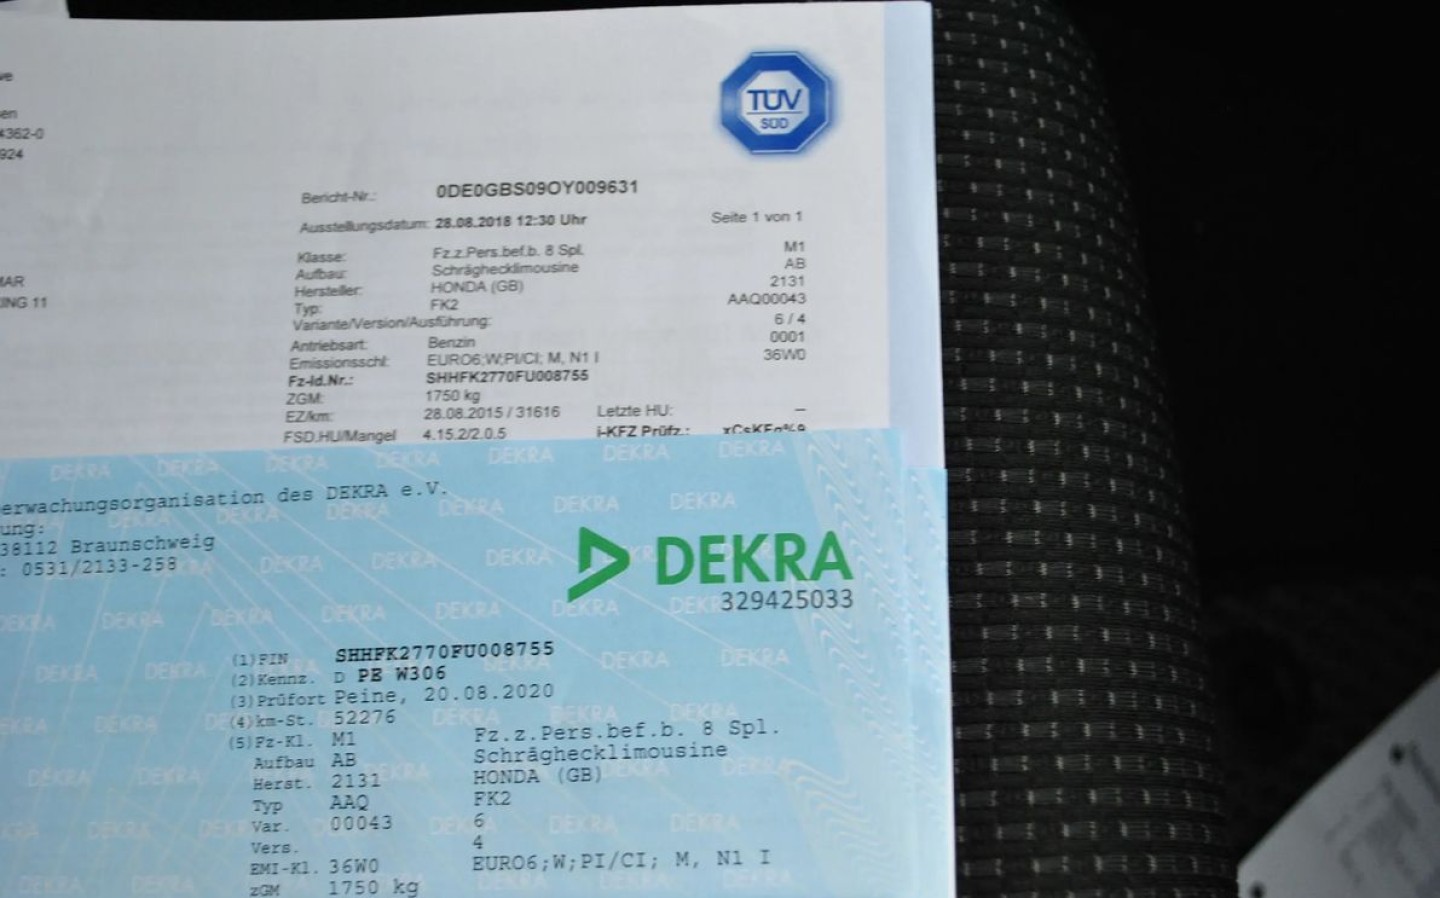 TÜV
SÜD
en
4362-0
924
Bericht-Nr.: 0DE0GBS09OY009631
Ausstellungsdatum: 28.08.2018 12:30 Uhr Seite 1 von 1
Klasse: Fz.z.Pers.bef.b. 8 Spl. M1
Aufbau: Schräghecklimousine AB
MAR Hersteller: HONDA (GB) 2131
ING 11 Typ: FK2 AAQ00043
Variante/Version/Ausführung: 6 / 4
Antriebsart: Benzin 0001
Emissionsschl: EURO6;W;PI/CI; M, N1 I 36W0
Fz-Id.Nr.: SHHFK2770FU008755
ZGM: 1750 kg
EZ/km: 28.08.2015 / 31616 Letzte HU: –
FSD.HU/Mangel 4.15.2/2.0.5 i-KFZ Prüfz.:
erwachungsorganisation des DEKRA e.V.
ung:
38112 Braunschweig
: 0531/2133-258
DEKRA
329425033
(1)FIN SHHFK2770FU008755
(2)Kennz. D PE W306
(3)Prüfort Peine, 20.08.2020
(4)km-St. 52276
(5)Fz-Kl. M1 Fz.z.Pers.bef.b. 8 Spl.
Aufbau AB Schräghecklimousine
Herst. 2131 HONDA (GB)
Typ AAQ FK2
Var. 00043 6
Vers. 4
EMI-Kl. 36W0 EURO6;W;PI/CI; M, N1 I
zGM 1750 kg